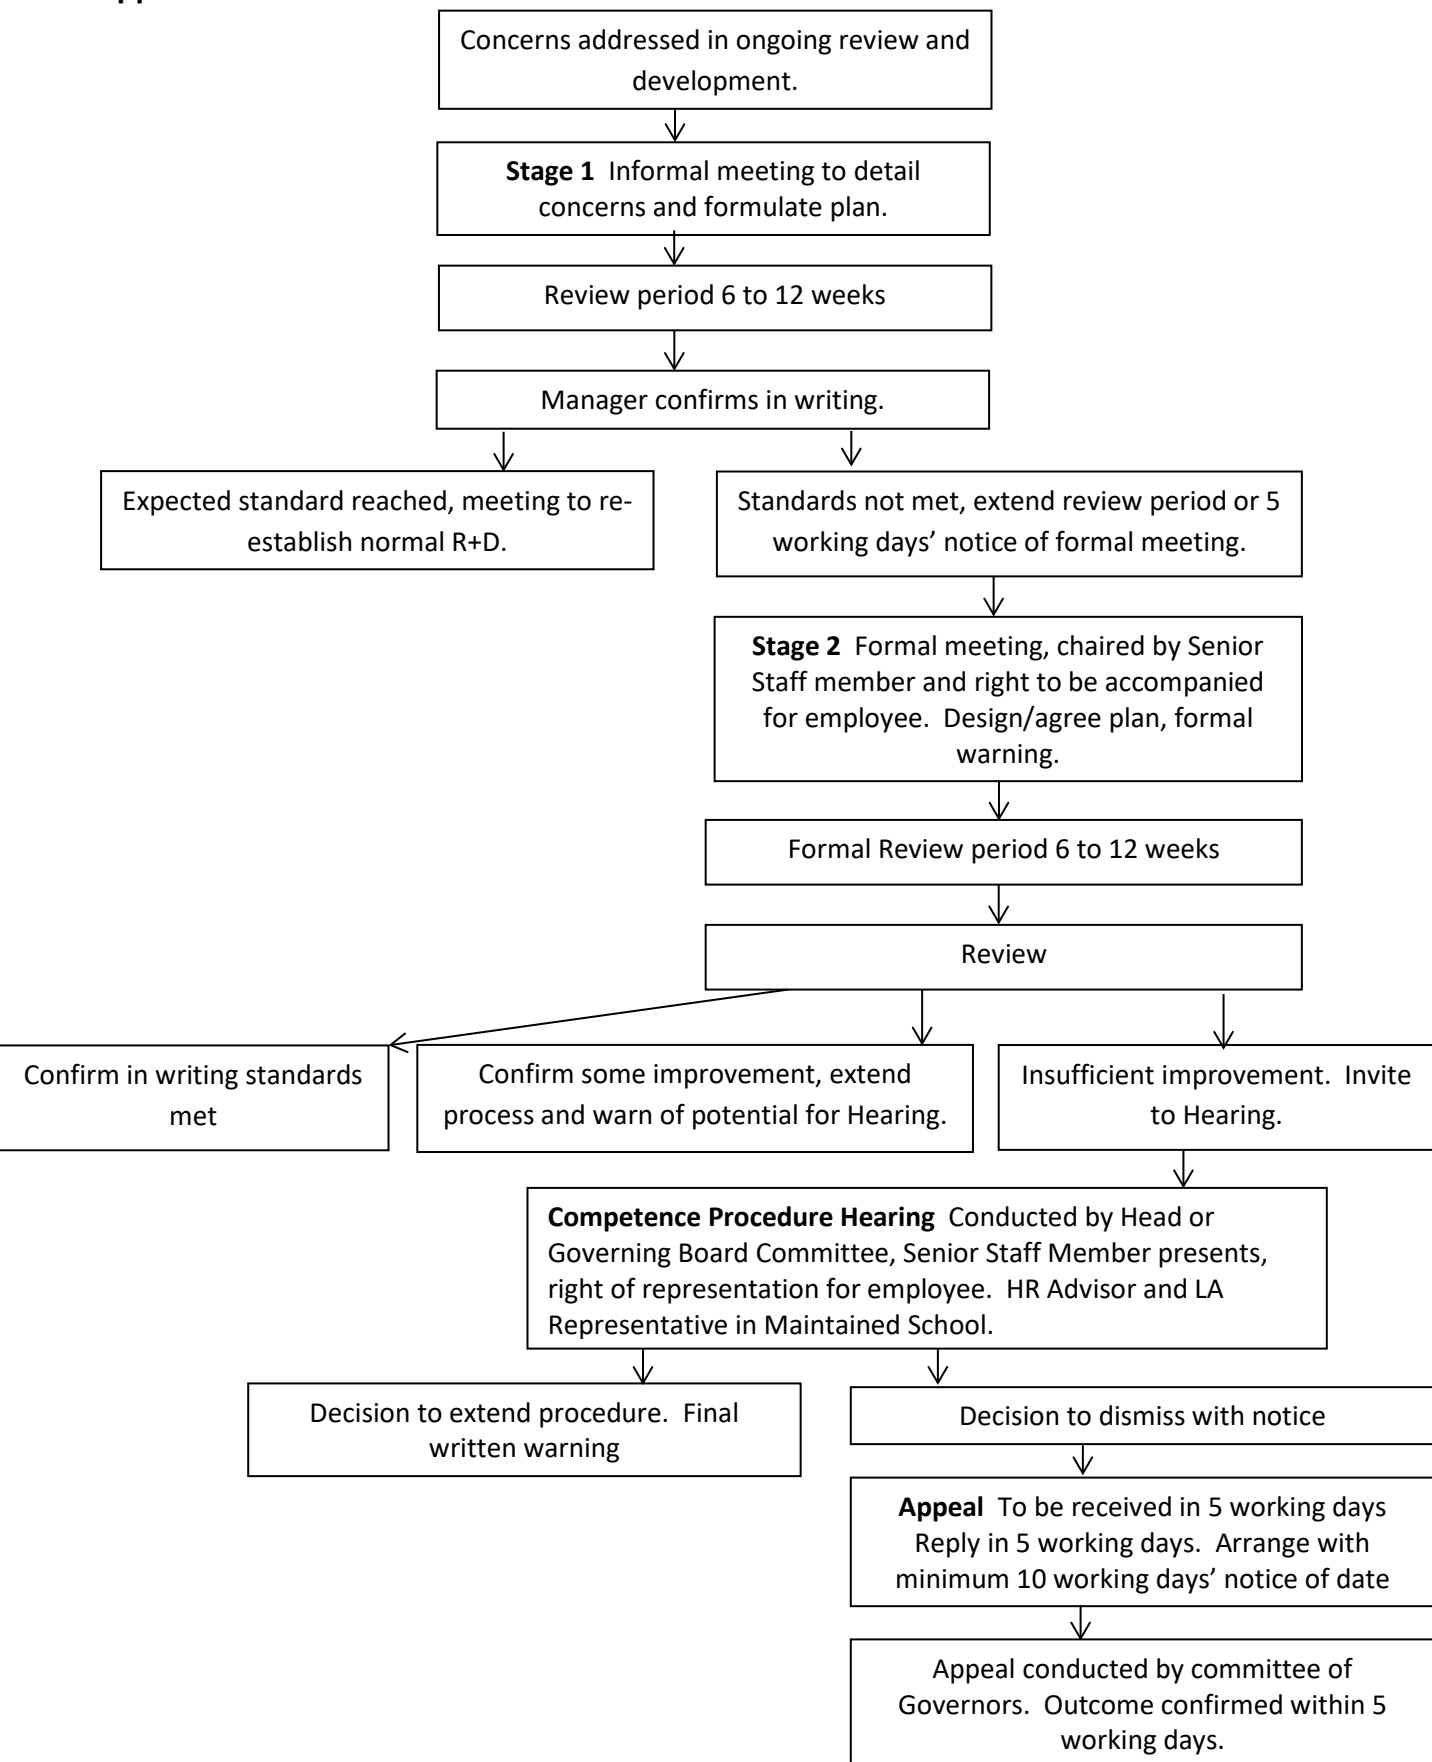 Concerns addressed in ongoing review and
development.
Stage 1  Informal meeting to detail
concerns and formulate plan.
Review period 6 to 12 weeks
Manager confirms in writing.
Expected standard reached, meeting to re-
establish normal R+D.
Standards not met, extend review period or 5
working days’ notice of formal meeting.
Stage 2  Formal meeting, chaired by Senior
Staff member and right to be accompanied
for employee.  Design/agree plan, formal
warning.
Formal Review period 6 to 12 weeks
Review
Confirm in writing standards
met
Confirm some improvement, extend
process and warn of potential for Hearing.
Insufficient improvement.  Invite
to Hearing.
Competence Procedure Hearing  Conducted by Head or
Governing Board Committee, Senior Staff Member presents,
right of representation for employee.  HR Advisor and LA
Representative in Maintained School.
Decision to extend procedure.  Final
written warning
Decision to dismiss with notice
Appeal  To be received in 5 working days
Reply in 5 working days.  Arrange with
minimum 10 working days’ notice of date
Appeal conducted by committee of
Governors.  Outcome confirmed within 5
working days.